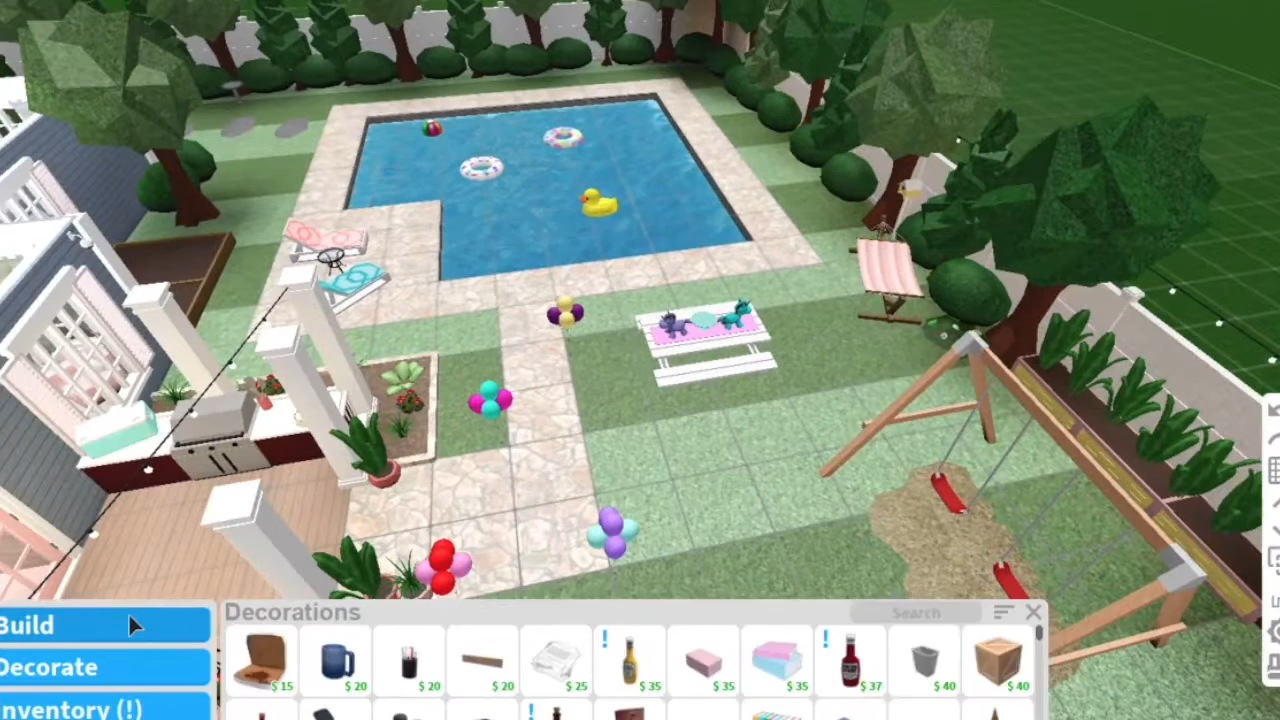 Build
Decorate
Inventory (!)
Decorations
Search
$ 15
$ 20
$ 20
$ 20
$ 25
! $ 35
$ 35
$ 35
! $ 37
$ 40
$ 40
!